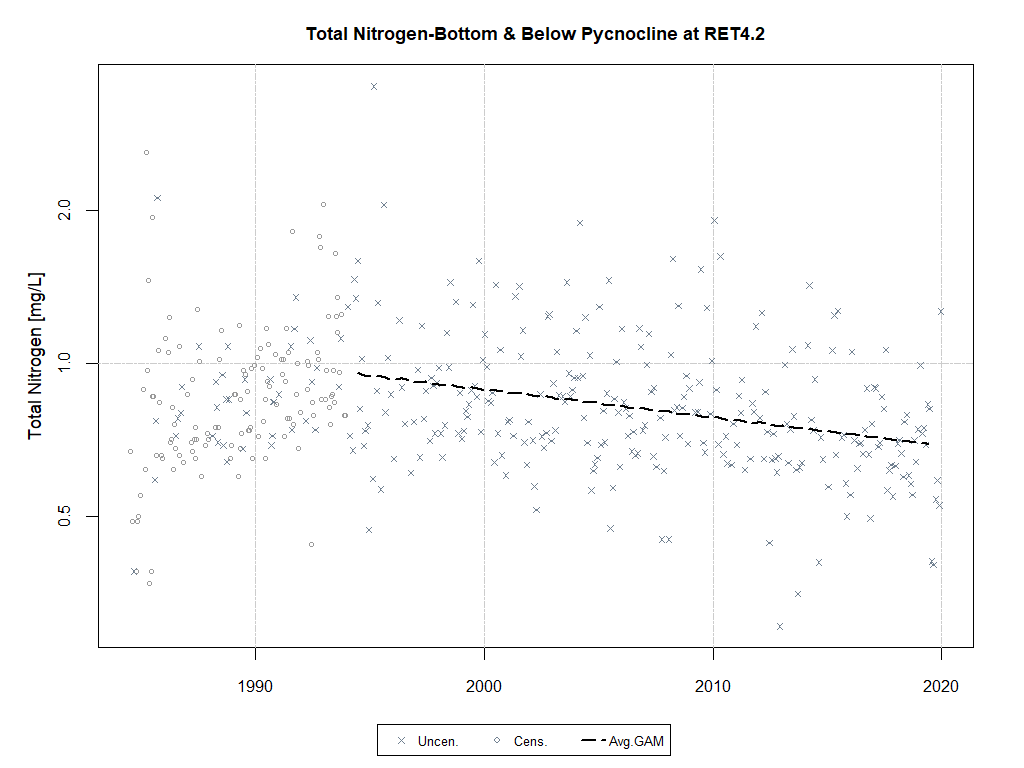 Total Nitrogen-Bottom & Below Pycnocline at RET4.2
Total Nitrogen [mg/L]
2.0
1.0
0.5
1990 2000 2010 2020
Uncen. Cens. Avg.GAM